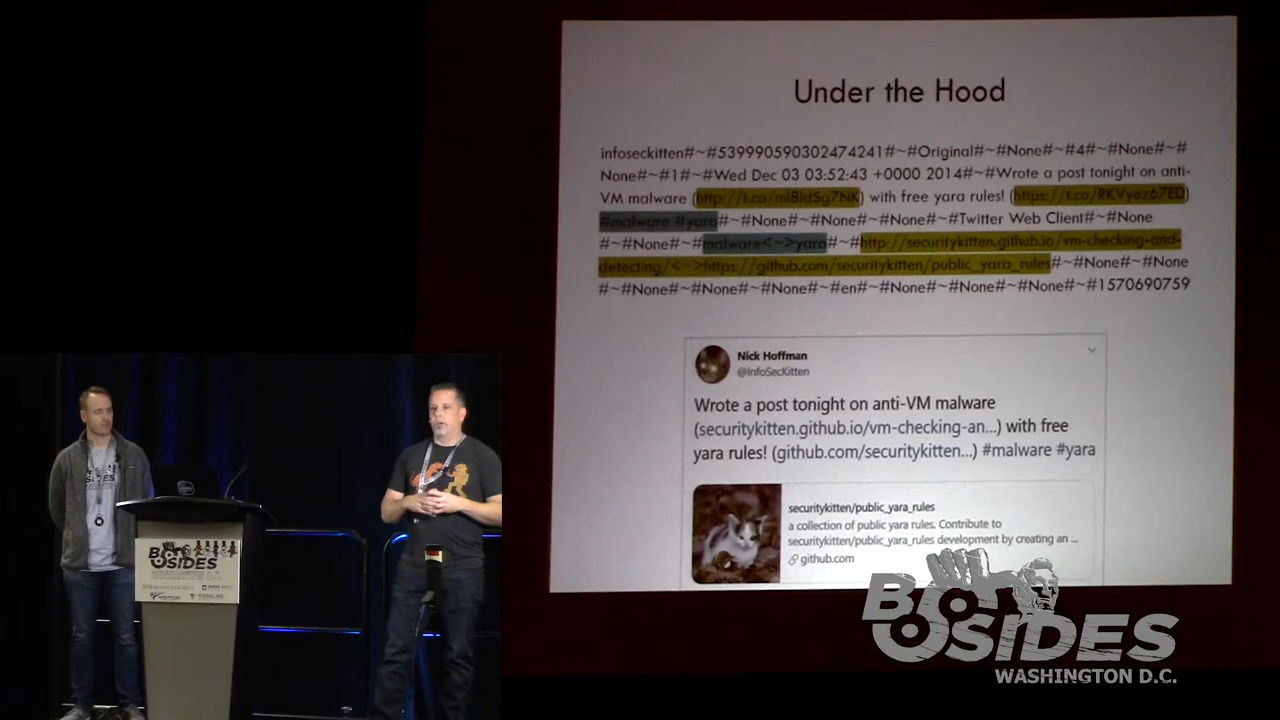 Under the Hood
infoseckitten#~#539990590302474241#~#Original#~#None#~#4#~#None#~#
None#~#1#~#Wed Dec 03 03:52:43 +0000 2014#~#Wrote a post tonight on anti-
VM malware (http://t.co/ml8ldSg7NK) with free yara rules! (https://t.co/RKVyez67ED)
#malware #yara#~#None#~#None#~#None#~#Twitter Web Client#~#None
#~#None#~#malware<~>yara#~#http://securitykitten.github.io/vm-checking-and-
detecting/<~>https://github.com/securitykitten/public_yara_rules#~#None#~#None
#~#None#~#None#~#None#~#en#~#None#~#None#~#None#~#1570690759
Nick Hoffman
@InfoSecKitten
Wrote a post tonight on anti-VM malware
(securitykitten.github.io/vm-checking-an...) with free
yara rules! (github.com/securitykitten...) #malware #yara
securitykitten/public_yara_rules
a collection of public yara rules. Contribute to
securitykitten/public_yara_rules development by creating an ...
github.com
BSIDES
BSIDES
WASHINGTON D.C.